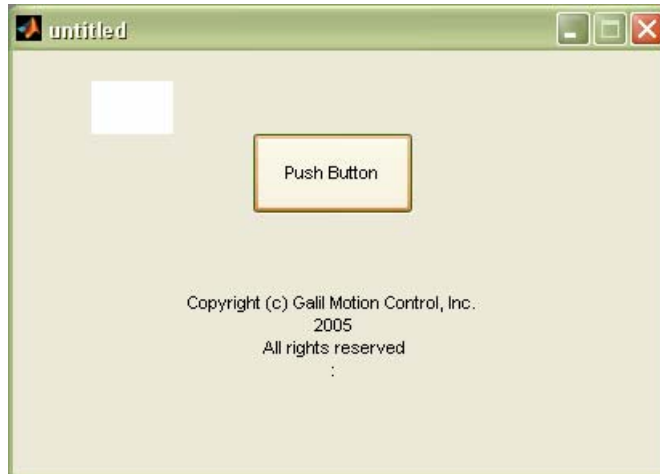 untitled
Push Button
Copyright (c) Galil Motion Control, Inc.
2005
All rights reserved
: